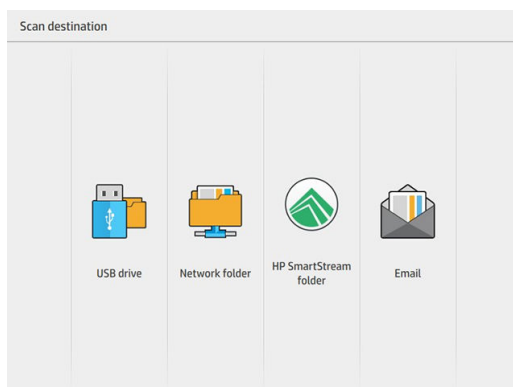 Scan destination
USB drive
Network folder
HP SmartStream
folder
Email